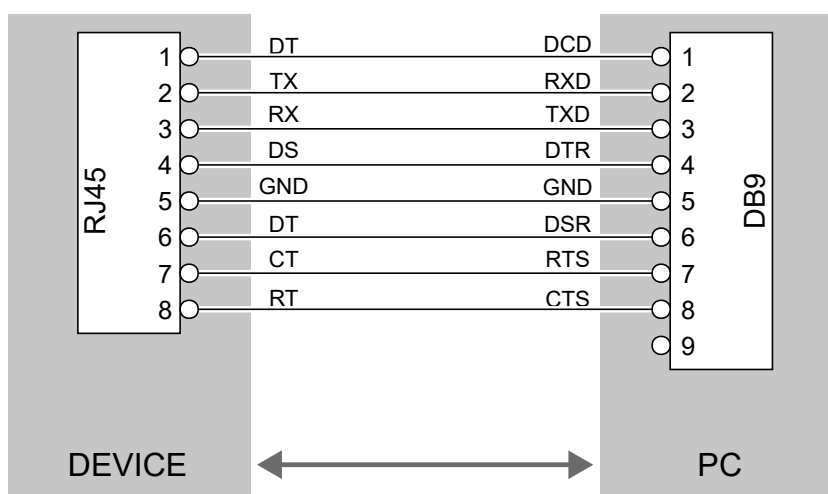 RJ45
1 DT DCD 1
2 TX RXD 2
3 RX TXD 3
4 DS DTR 4
5 GND GND 5
6 DT DSR 6
7 CT RTS 7
8 RT CTS 8
9
DB9
DEVICE PC